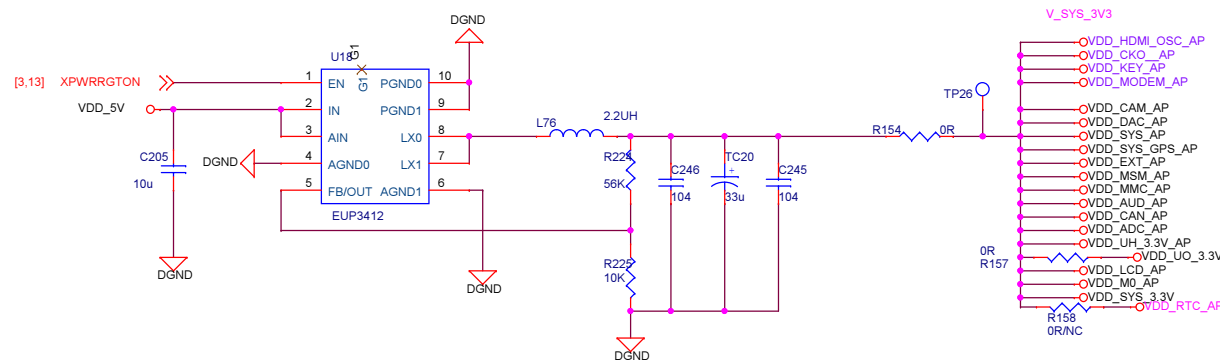 V_SYS_3V3
DGND
U18
G1
G1
[3,13] XPWRRGTON
1 EN PGND0 10
VDD_5V
2 IN PGND1 9
3 AIN LX0 8
4 AGND0 LX1 7
5 FB/OUT AGND1 6
EUP3412
DGND
C205
10u
DGND
DGND
L76
2.2UH
R224
56K
C246
104
TC20
+
33u
C245
104
R225
10K
DGND
R154
0R
TP26
VDD_HDMI_OSC_AP
VDD_CKO__AP
VDD_KEY_AP
VDD_MODEM_AP
VDD_CAM_AP
VDD_DAC_AP
VDD_SYS_AP
VDD_SYS_GPS_AP
VDD_EXT_AP
VDD_MSM_AP
VDD_MMC_AP
VDD_AUD_AP
VDD_CAN_AP
VDD_ADC_AP
VDD_UH_3.3V_AP
0R
R157
VDD_UO_3.3V
VDD_LCD_AP
VDD_M0_AP
VDD_SYS_3.3V
VDD_RTC_AP
R158
0R/NC